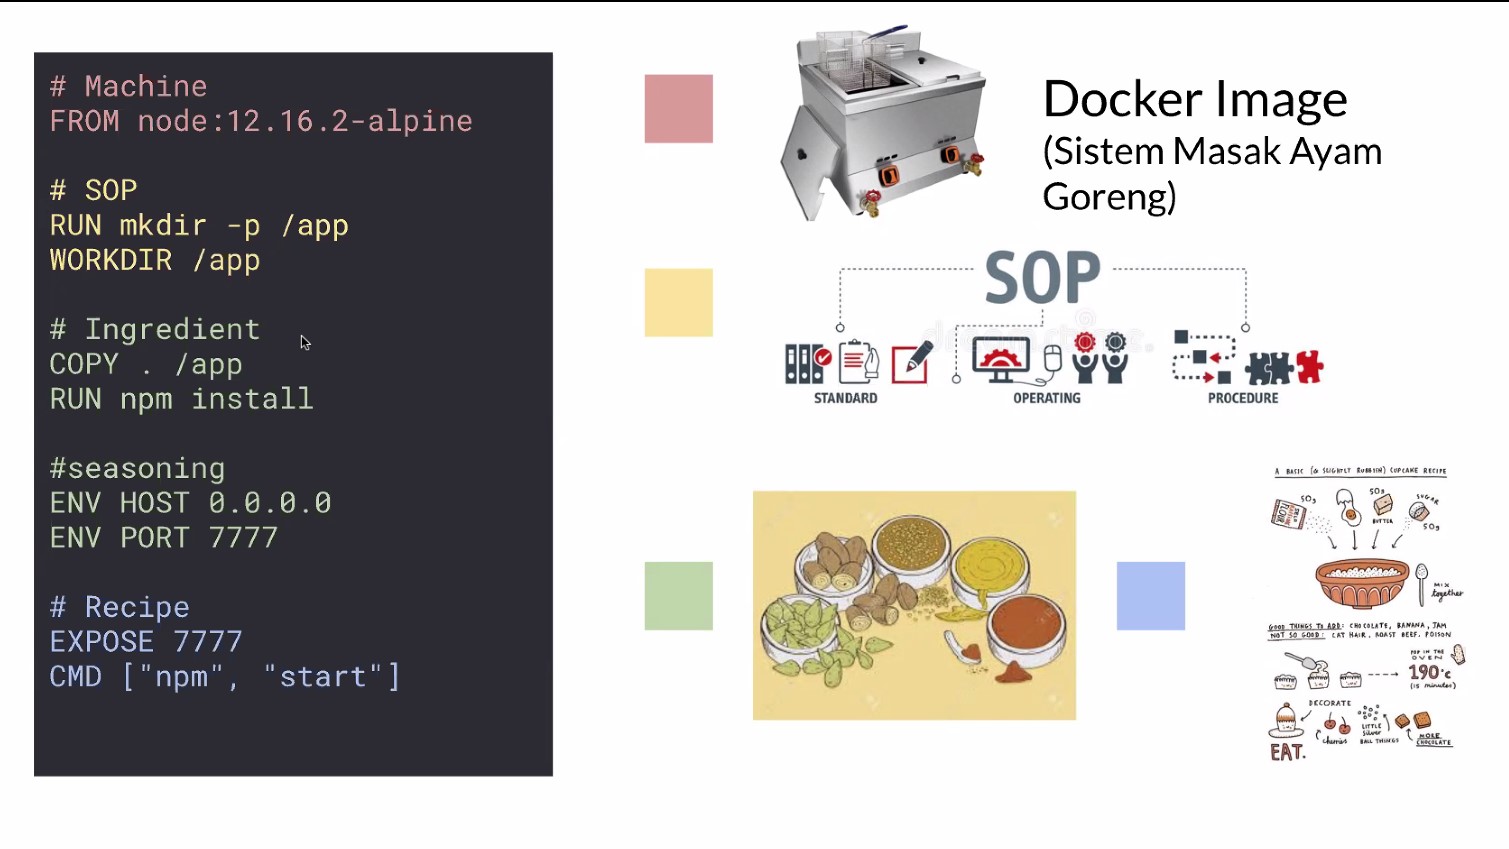 # Machine
FROM node:12.16.2-alpine
# SOP
RUN mkdir -p /app
WORKDIR /app
# Ingredient
COPY . /app
RUN npm install
#seasoning
ENV HOST 0.0.0.0
ENV PORT 7777
# Recipe
EXPOSE 7777
CMD ["npm", "start"]
Docker Image
(Sistem Masak Ayam
Goreng)
SOP
STANDARD
OPERATING
PROCEDURE
A BASIC (& SLIGHTLY RUBBISH) CUPCAKE RECIPE
50g
50g
SUGAR
50g
BUTTER
FLOUR
MIX
together
GOOD THINGS TO ADD: CHOCOLATE, BANANA, JAM
NOT SO GOOD: CAT HAIR, ROAST BEEF, POISON
POP IN THE
OVEN
190°C
(15 minutes)
DECORATE
cherries
LITTLE
Silver
BALL THINGS
MORE
CHOCOLATE
EAT.